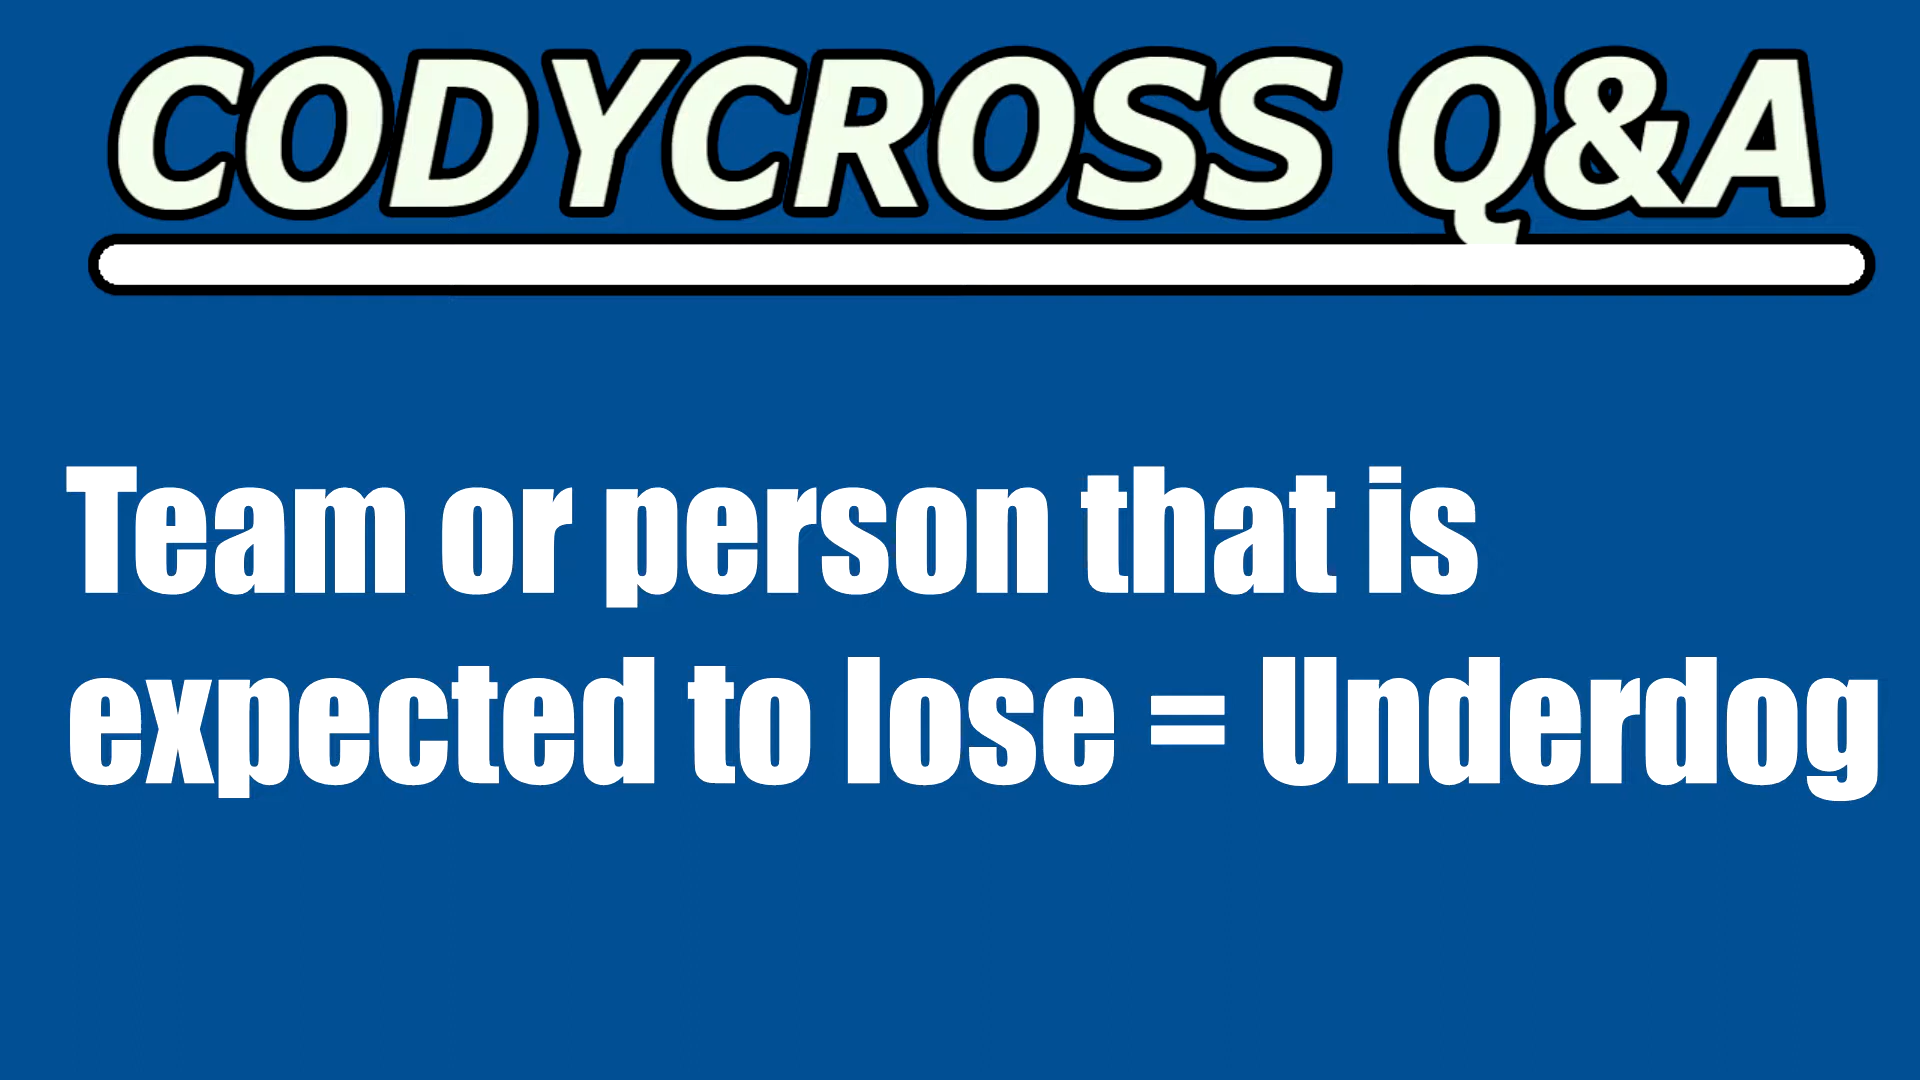 CODYCROSS Q&A
Team or person that is
expected to lose = Underdog